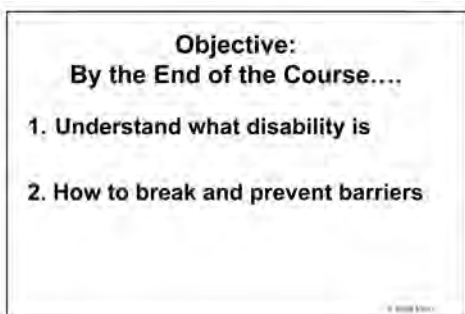 Objective:
By the End of the Course....
1. Understand what disability is
2. How to break and prevent barriers